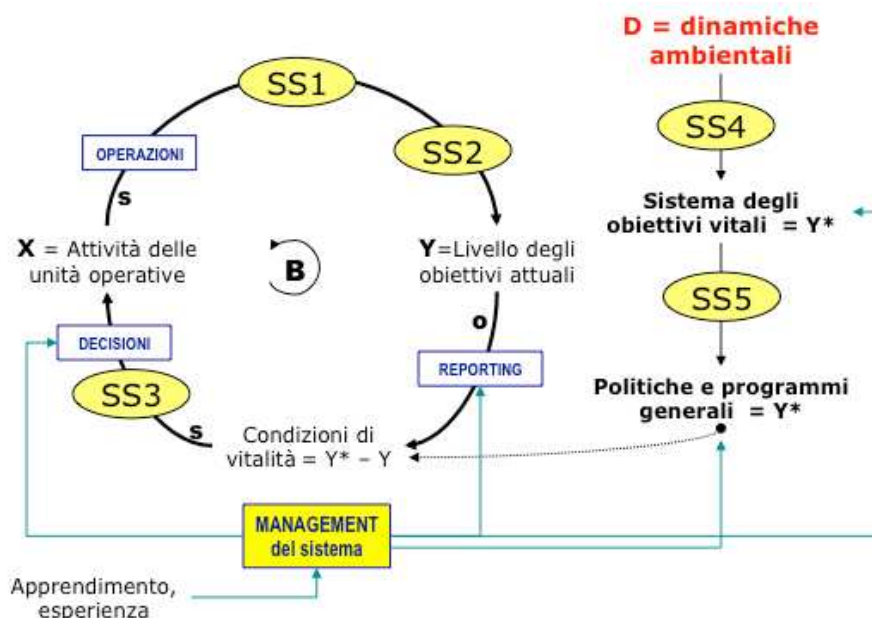 D = dinamiche
ambientali
SS1
SS4
SS2
OPERAZIONI
s
Sistema degli
obiettivi vitali = Y*
X = Attività delle
unità operative
B
Y=Livello degli
obiettivi attuali
SS5
o
DECISIONI
REPORTING
SS3
Politiche e programmi
generali = Y*
s
Condizioni di
vitalità = Y* – Y
MANAGEMENT
del sistema
Apprendimento,
esperienza